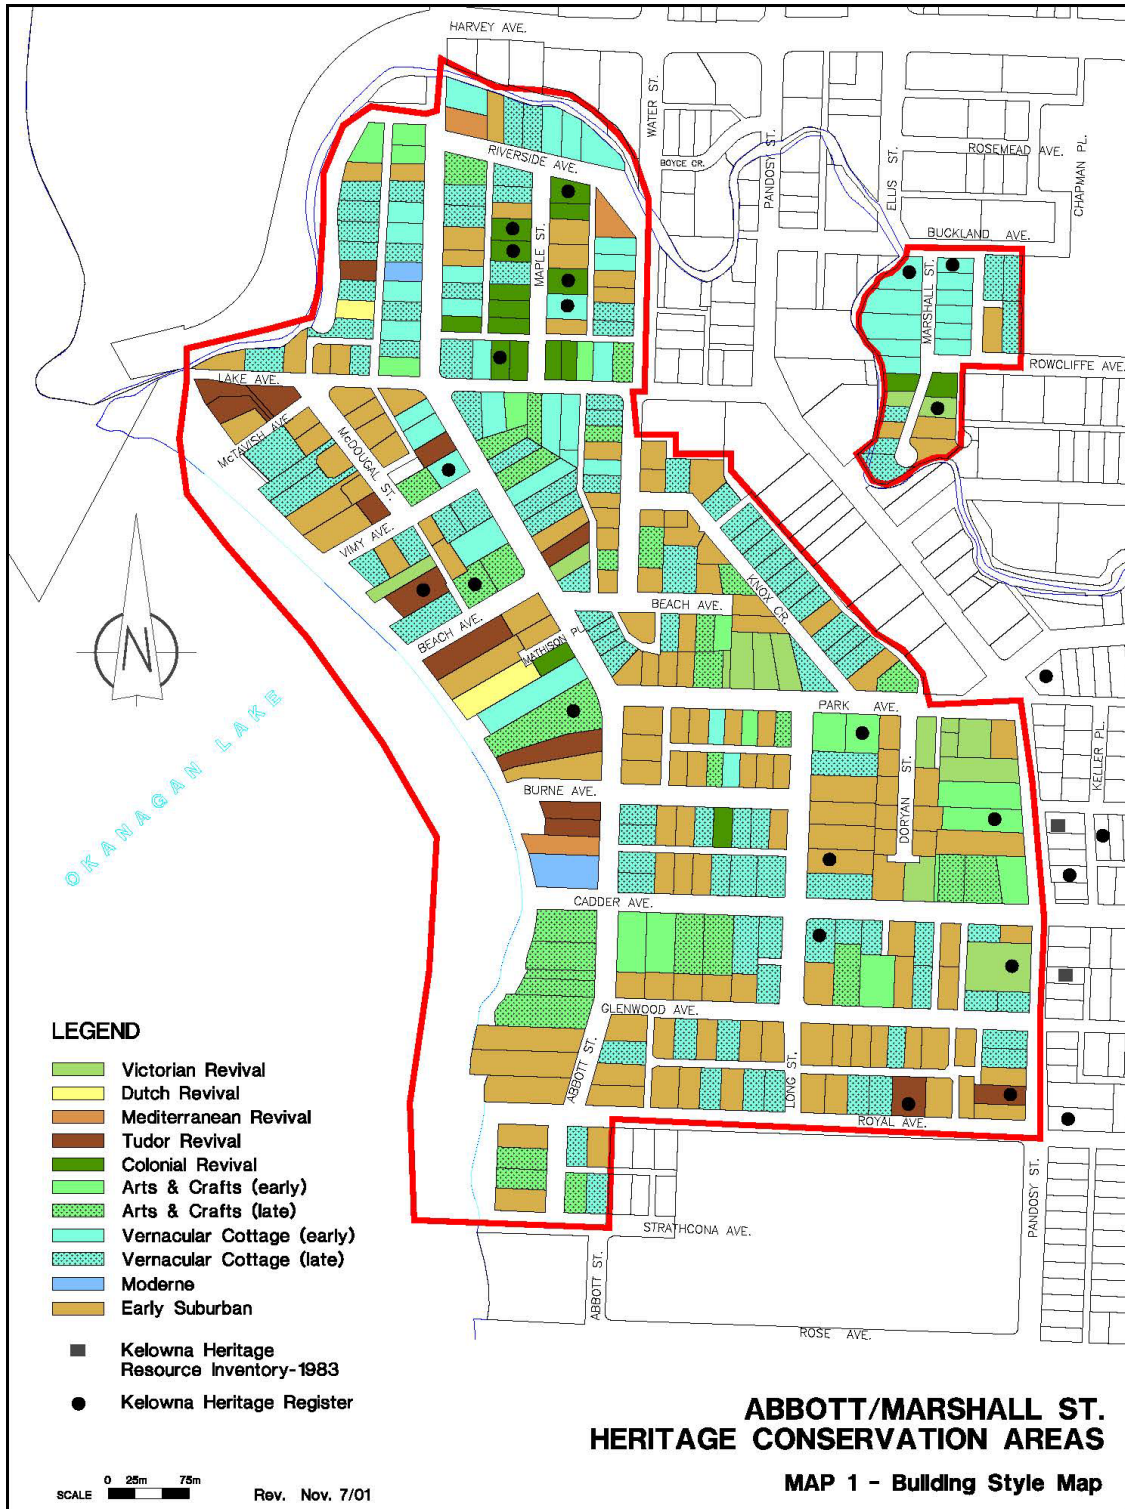 HARVEY AVE.
WATER ST.
PANDOSY ST.
BOYCE CR.
ELLIS ST.
ROSEMEAD AVE.
CHAPMAN PL.
RIVERSIDE AVE.
MAPLE ST.
BUCKLAND AVE.
MARSHALL ST.
ROWCLIFFE AVE.
LAKE AVE.
McTAVISH AVE.
McDOUGAL ST.
VIMY AVE.
KNOX CR.
BEACH AVE.
BEACH AVE.
MATHISON PL.
N
PARK AVE.
KELLER PL.
DORYAN ST.
OKANAGAN LAKE
BURNE AVE.
CADDER AVE.
GLENWOOD AVE.
ABBOTT ST.
LONG ST.
ROYAL AVE.
PANDOSY ST.
STRATHCONA AVE.
ABBOTT ST.
ROSE AVE.
LEGEND
Victorian Revival
Dutch Revival
Mediterranean Revival
Tudor Revival
Colonial Revival
Arts & Crafts (early)
Arts & Crafts (late)
Vernacular Cottage (early)
Vernacular Cottage (late)
Moderne
Early Suburban
Kelowna Heritage
Resource Inventory-1983
Kelowna Heritage Register
ABBOTT/MARSHALL ST.
HERITAGE CONSERVATION AREAS
MAP 1 - Building Style Map
SCALE
0 25m 75m
Rev. Nov. 7/01